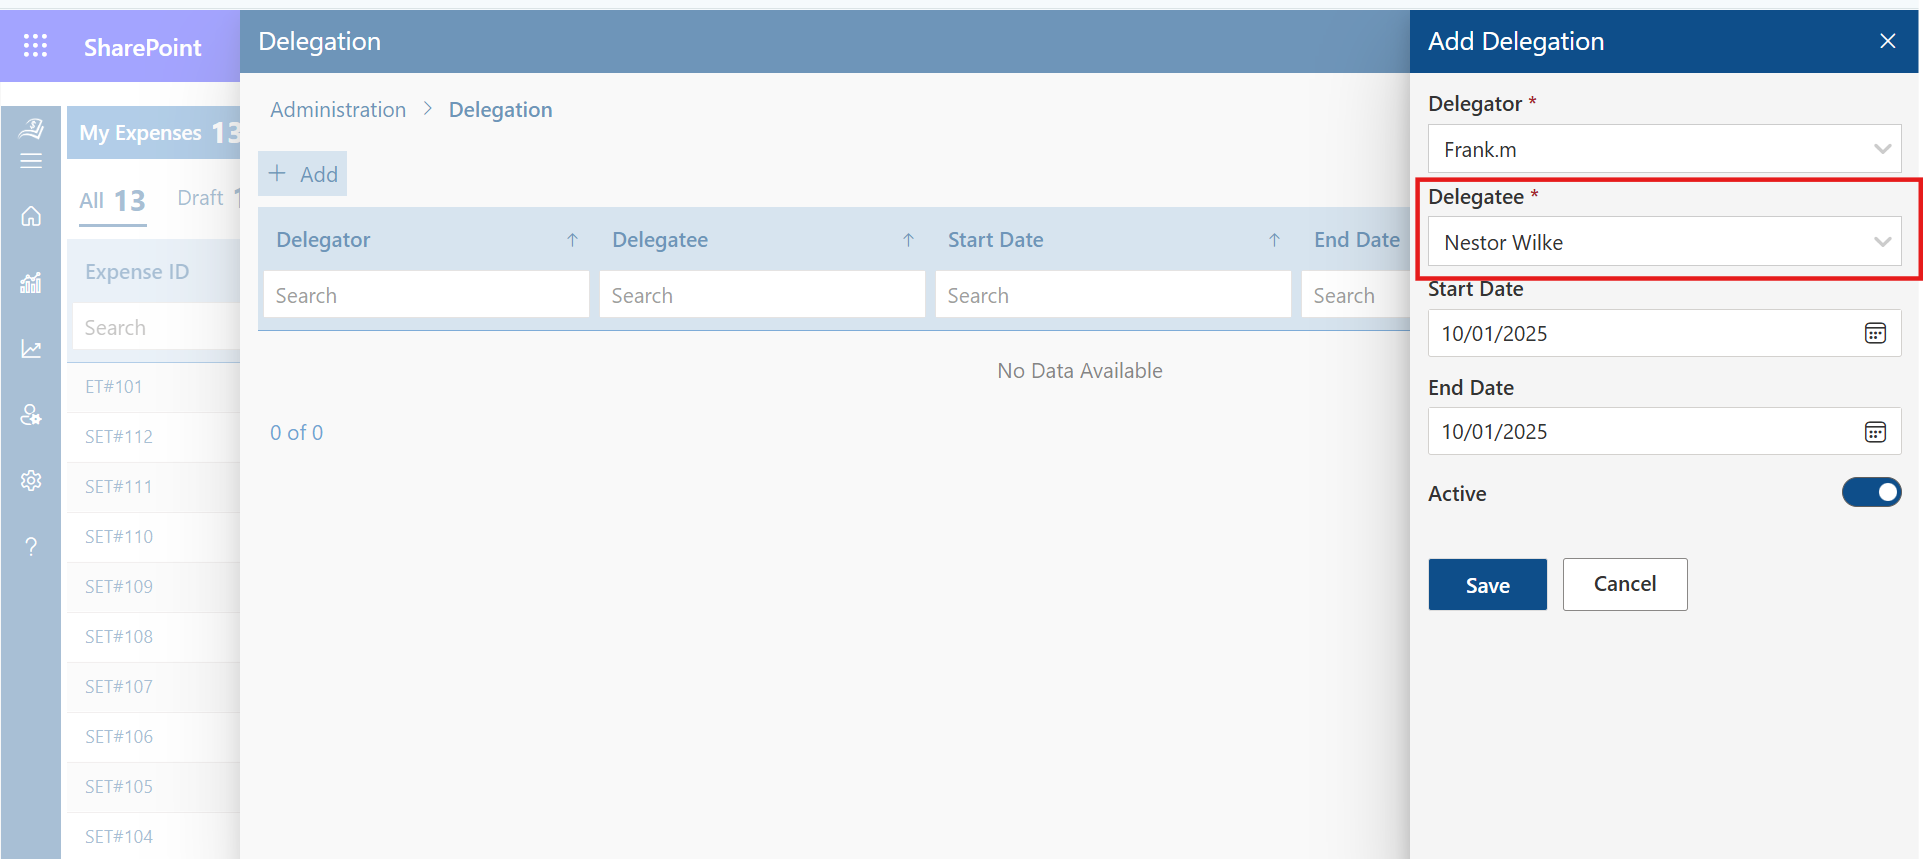 SharePoint
Delegation
Add Delegation
Administration > Delegation
+ Add
My Expenses 13
All 13 Draft
Expense ID
Search
ET#101
SET#112
SET#111
SET#110
SET#109
SET#108
SET#107
SET#106
SET#105
SET#104
Delegator Delegatee Start Date End Date
Search Search Search Search
No Data Available
0 of 0
Delegator *
Frank.m
Delegatee *
Nestor Wilke
Start Date
10/01/2025
End Date
10/01/2025
Active
Save Cancel